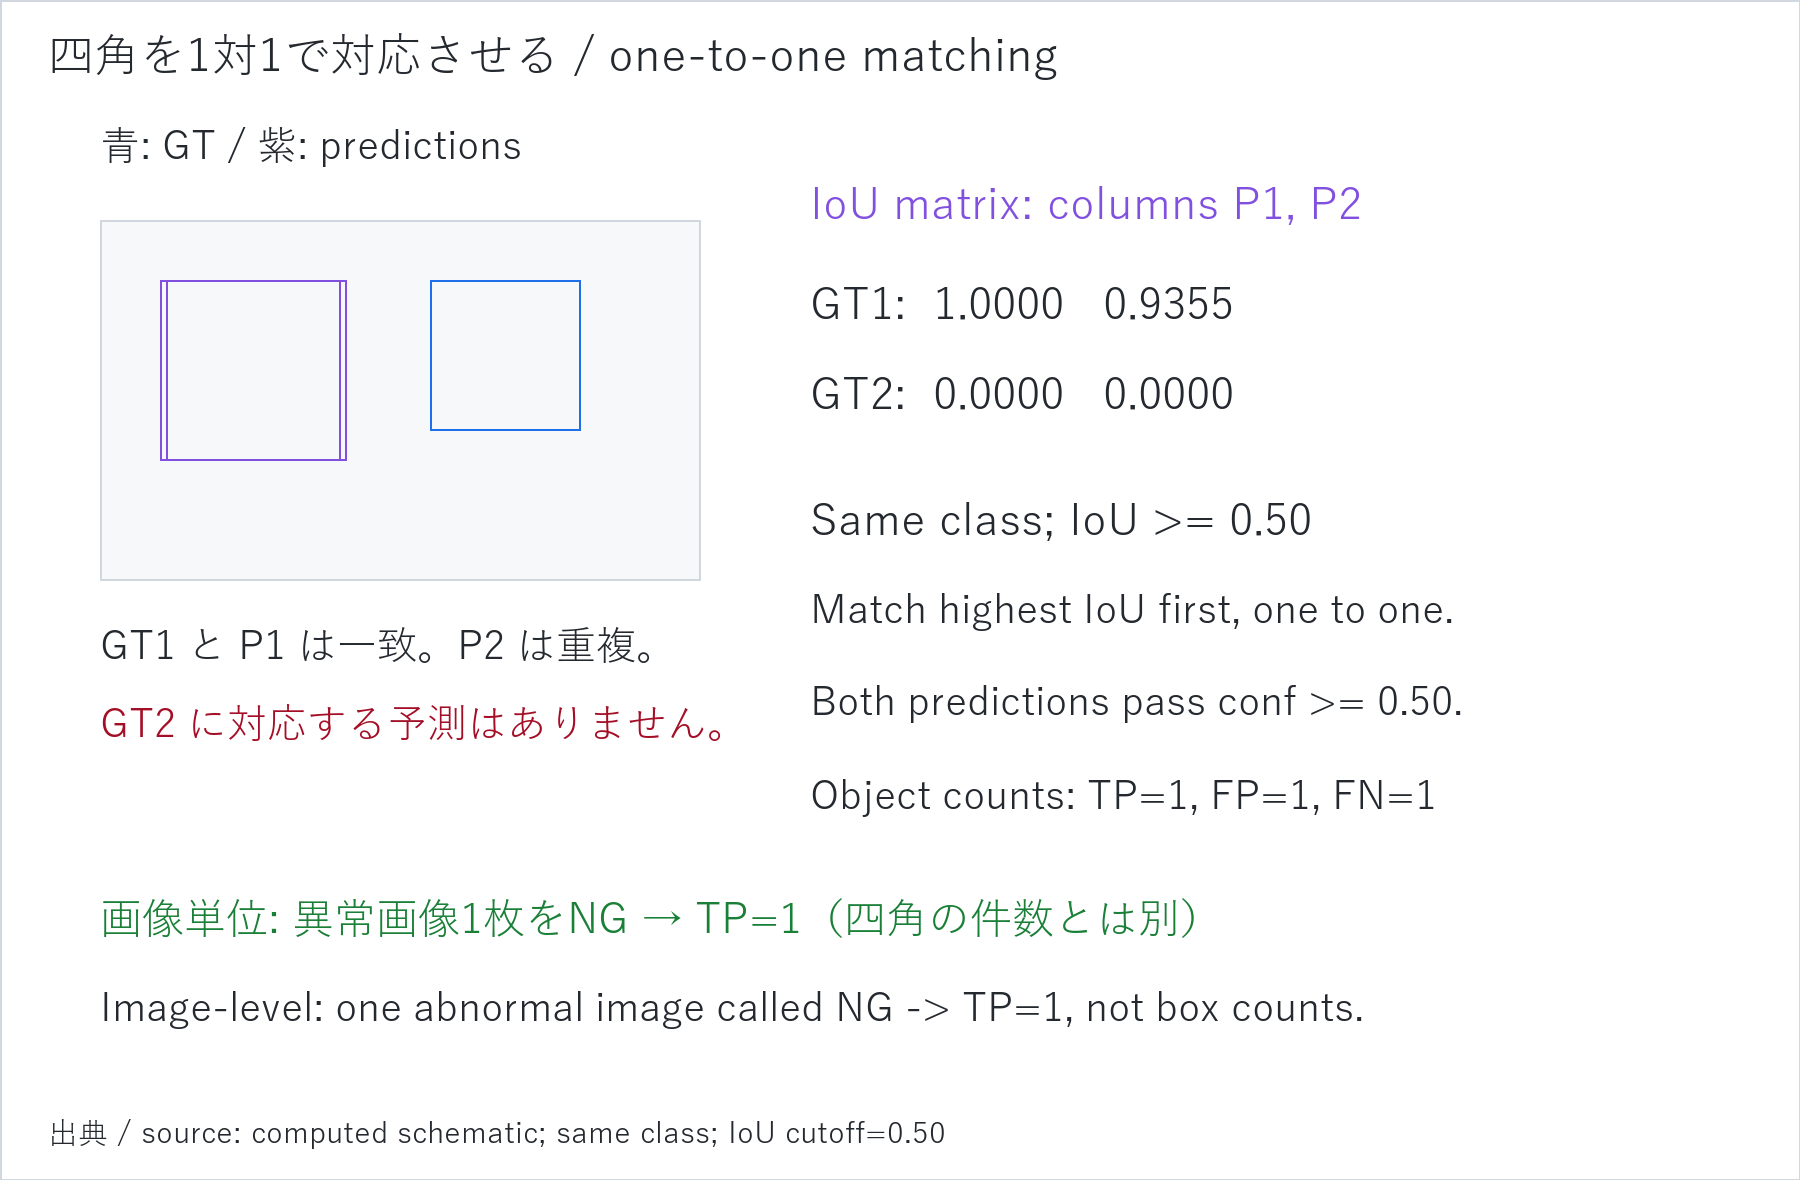 四角を1対1で対応させる / one-to-one matching
青: GT / 紫: predictions
IoU matrix: columns P1, P2
GT1: 1.0000 0.9355
GT2: 0.0000 0.0000
Same class; IoU >= 0.50
Match highest IoU first, one to one.
Both predictions pass conf >= 0.50.
Object counts: TP=1, FP=1, FN=1
GT1 と P1 は一致。P2 は重複。
GT2 に対応する予測はありません。
画像単位: 異常画像1枚をNG → TP=1（四角の件数とは別）
Image-level: one abnormal image called NG -> TP=1, not box counts.
出典 / source: computed schematic; same class; IoU cutoff=0.50